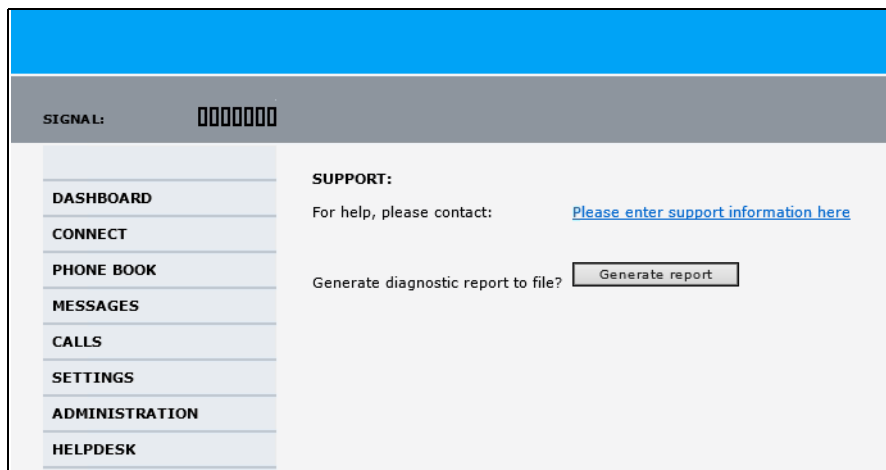 SIGNAL:
SUPPORT:
For help, please contact: Please enter support information here
Generate diagnostic report to file? Generate report
DASHBOARD
CONNECT
PHONE BOOK
MESSAGES
CALLS
SETTINGS
ADMINISTRATION
HELPDESK